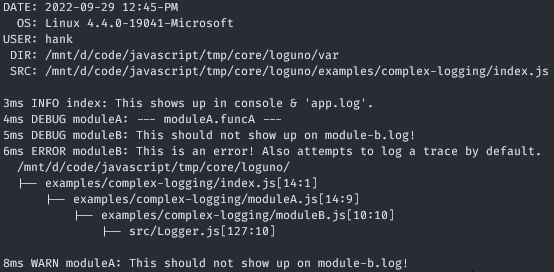 DATE: 2022-09-29 12:45-PM
OS: Linux 4.4.0-19041-Microsoft
USER: hank
DIR: /mnt/d/code/javascript/tmp/core/loguno/var
SRC: /mnt/d/code/javascript/tmp/core/loguno/examples/complex-logging/index.js
3ms INFO index: This shows up in console & 'app.log'.
4ms DEBUG moduleA: --- moduleA.funcA ---
5ms DEBUG moduleB: This should not show up on module-b.log!
6ms ERROR moduleB: This is an error! Also attempts to log a trace by default.
/mnt/d/code/javascript/tmp/core/loguno/
├── examples/complex-logging/index.js[14:1]
├── examples/complex-logging/moduleA.js[14:9]
├── examples/complex-logging/moduleB.js[10:10]
├── src/Logger.js[127:10]
8ms WARN moduleA: This should not show up on module-b.log!